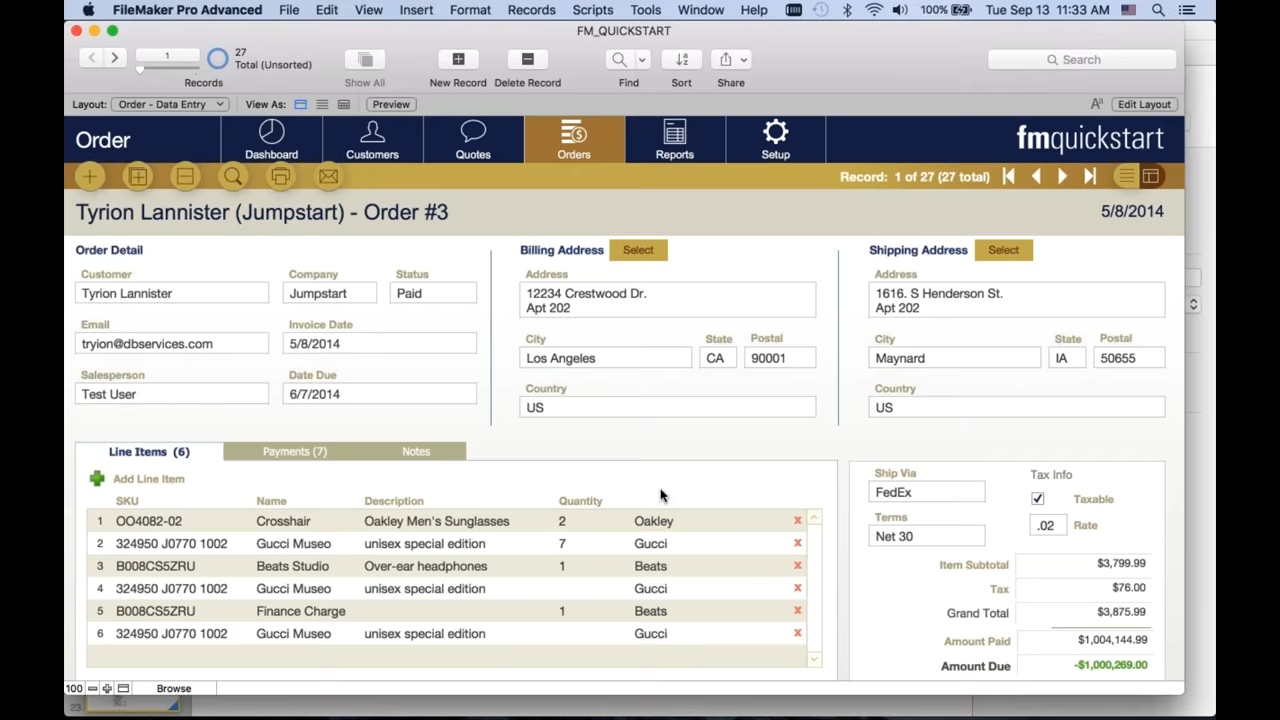 FileMaker Pro Advanced File Edit View Insert Format Records Scripts Tools Window Help 100% Tue Sep 13 11:33 AM
FM_QUICKSTART
1
27
Total (Unsorted)
Records
Show All
New Record
Delete Record
Find
Sort
Share
Search
Layout: Order - Data Entry View As: Preview Aa Edit Layout
Order
Dashboard
Customers
Quotes
Orders
Reports
Setup
fmquickstart
Record: 1 of 27 (27 total)
Tyrion Lannister (Jumpstart) - Order #3
5/8/2014
Order Detail
Customer Company Status
Tyrion Lannister Jumpstart Paid
Email Invoice Date
tryion@dbservices.com 5/8/2014
Salesperson Date Due
Test User 6/7/2014
Billing Address Select
Address
12234 Crestwood Dr.
Apt 202
City State Postal
Los Angeles CA 90001
Country
US
Shipping Address Select
Address
1616. S Henderson St.
Apt 202
City State Postal
Maynard IA 50655
Country
US
Line Items (6) Payments (7) Notes
Add Line Item
SKU Name Description Quantity
1 OO4082-02 Crosshair Oakley Men's Sunglasses 2 Oakley x
2 324950 J0770 1002 Gucci Museo unisex special edition 7 Gucci x
3 B008CS5ZRU Beats Studio Over-ear headphones 1 Beats x
4 324950 J0770 1002 Gucci Museo unisex special edition Gucci x
5 B008CS5ZRU Finance Charge 1 Beats x
6 324950 J0770 1002 Gucci Museo unisex special edition Gucci x
Ship Via
FedEx
Terms
Net 30
Tax Info
Taxable
.02 Rate
Item Subtotal $3,799.99
Tax $76.00
Grand Total $3,875.99
Amount Paid $1,004,144.99
Amount Due -$1,000,269.00
100 Browse
23